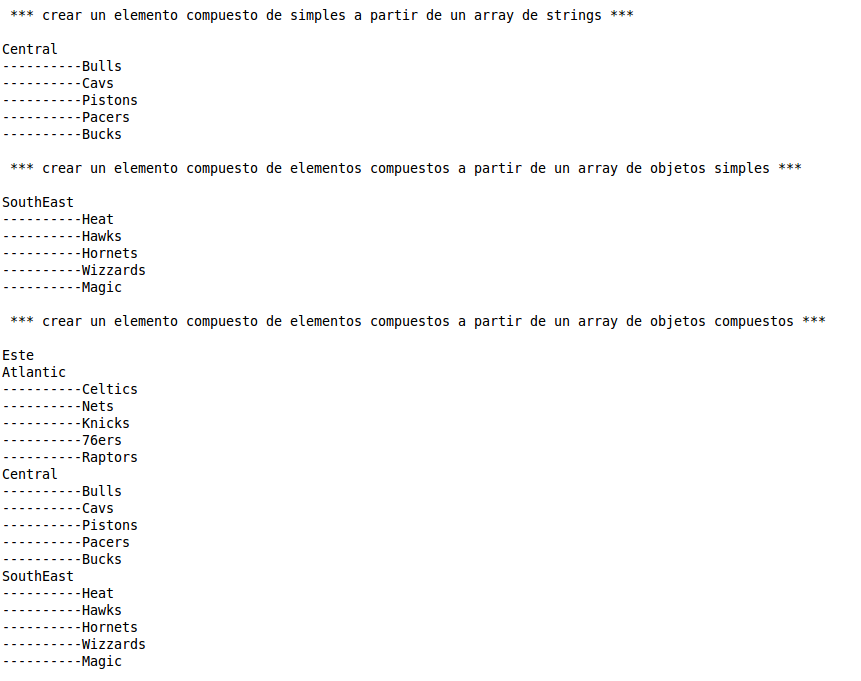 *** crear un elemento compuesto de simples a partir de un array de strings ***
Central
----------Bulls
----------Cavs
----------Pistons
----------Pacers
----------Bucks
*** crear un elemento compuesto de elementos compuestos a partir de un array de objetos simples ***
SouthEast
----------Heat
----------Hawks
----------Hornets
----------Wizzards
----------Magic
*** crear un elemento compuesto de elementos compuestos a partir de un array de objetos compuestos ***
Este
Atlantic
----------Celtics
----------Nets
----------Knicks
----------76ers
----------Raptors
Central
----------Bulls
----------Cavs
----------Pistons
----------Pacers
----------Bucks
SouthEast
----------Heat
----------Hawks
----------Hornets
----------Wizzards
----------Magic